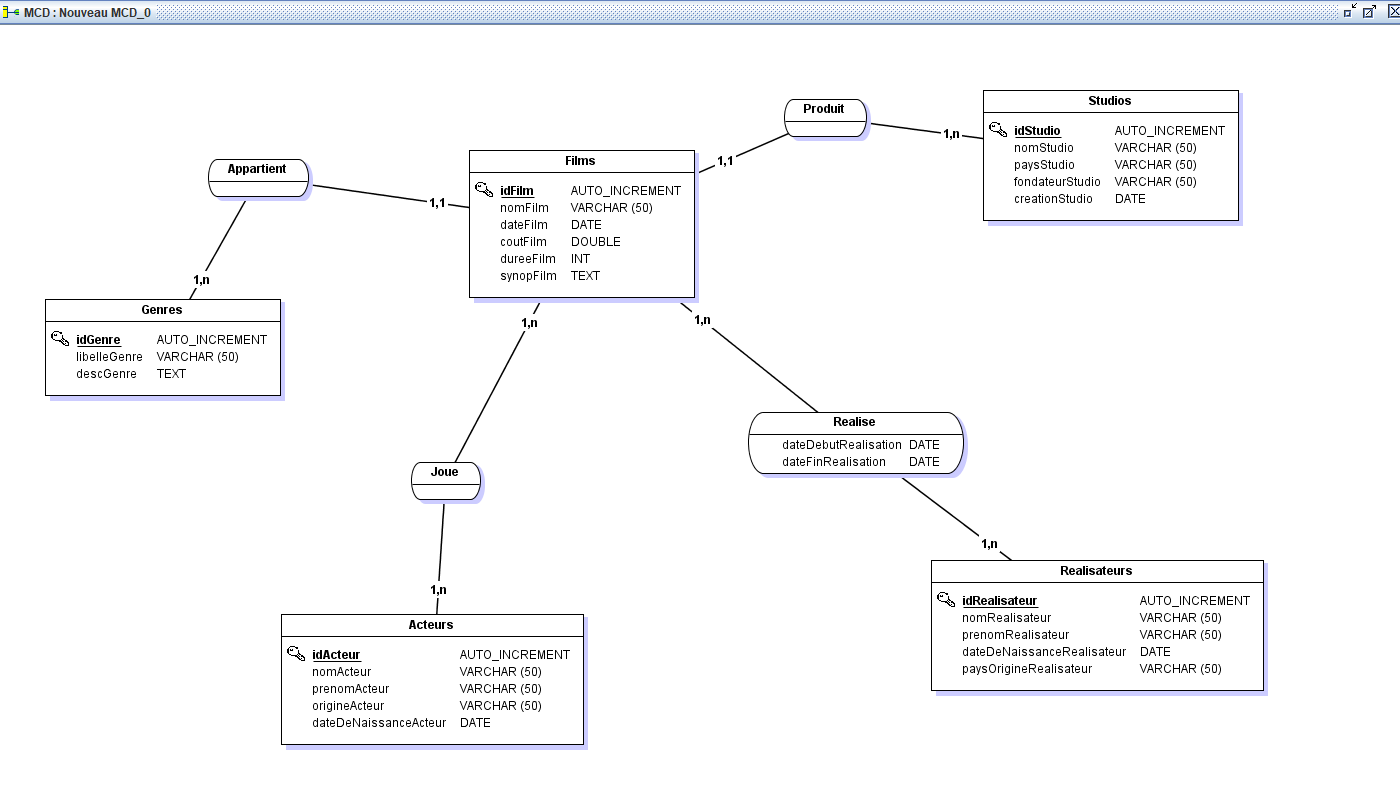 MCD : Nouveau MCD_0
Produit
1,1
1,n
Studios
idStudio AUTO_INCREMENT
nomStudio VARCHAR (50)
paysStudio VARCHAR (50)
fondateurStudio VARCHAR (50)
creationStudio DATE
Appartient
1,1
1,n
Films
idFilm AUTO_INCREMENT
nomFilm VARCHAR (50)
dateFilm DATE
coutFilm DOUBLE
dureeFilm INT
synopFilm TEXT
Genres
idGenre AUTO_INCREMENT
libelleGenre VARCHAR (50)
descGenre TEXT
1,n
1,n
Realise
dateDebutRealisation DATE
dateFinRealisation DATE
Joue
1,n
1,n
Realisateurs
idRealisateur AUTO_INCREMENT
nomRealisateur VARCHAR (50)
prenomRealisateur VARCHAR (50)
dateDeNaissanceRealisateur DATE
paysOrigineRealisateur VARCHAR (50)
Acteurs
idActeur AUTO_INCREMENT
nomActeur VARCHAR (50)
prenomActeur VARCHAR (50)
origineActeur VARCHAR (50)
dateDeNaissanceActeur DATE